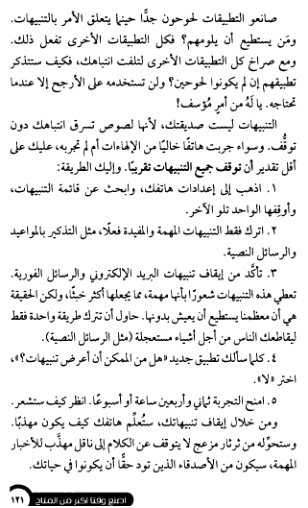 صانعو التطبيقات لحوحون جدًّا حينما يتعلق الأمر بالتنبيهات.
ومَن يستطيع أن يلومهم؟ فكل التطبيقات الأخرى تفعل ذلك.
ومع صراخ كل التطبيقات الأخرى لتلفت انتباهك، فكيف ستتذكر
تطبيقهم إن لم يكونوا لحوحين؟ ولن تستخدمه على الأرجح إلا عندما
تحتاجه. يا لَهُ من أمرٍ مُؤسف!
التنبيهات ليست صديقتك، لأنها لصوص تسرق انتباهك دون
توقُّف. وسواء جربت هاتفًا خاليًا من الإلهاءات أم لم تجربه، عليك على
أقل تقدير أن توقف جميع التنبيهات تقريبًا. وإليك الطريقة:
١. اذهب إلى إعدادات هاتفك، وابحث عن قائمة التنبيهات،
وأوقِفها الواحد تلو الآخر.
٢. اترك فقط التنبيهات المهمة والمفيدة فعلًا، مثل التذكير بالمواعيد
والرسائل النصية.
٣. تأكَّد من إيقاف تنبيهات البريد الإلكتروني والرسائل الفورية.
تعطي هذه التنبيهات شعورًا بأنها مهمة، مما يجعلها أكثر خبثًا، ولكن الحقيقة
هي أن معظمنا يستطيع أن يعيش بدونها. حاول أن تترك طريقة واحدة فقط
ليقاطعك الناس من أجل أشياء مستعجلة (مثل الرسائل النصية).
٤. كلما سألك تطبيق جديد «هل من الممكن أن أعرض تنبيهات؟»،
اختر «لا».
٥. امنح التجربة ثماني وأربعين ساعة أو أسبوعًا. انظر كيف ستشعر.
ومن خلال إيقاف تنبيهاتك، ستُعلِّم هاتفك كيف يكون مهذبًا.
وستحوِّله من ثرثار مزعج لا يتوقف عن الكلام إلى ناقل مهذَّب للأخبار
المهمة، سيكون من الأصدقاء الذين تود حقًّا أن يكونوا في حياتك.
اصنع وقتا أكثر من المتاح ١٢١